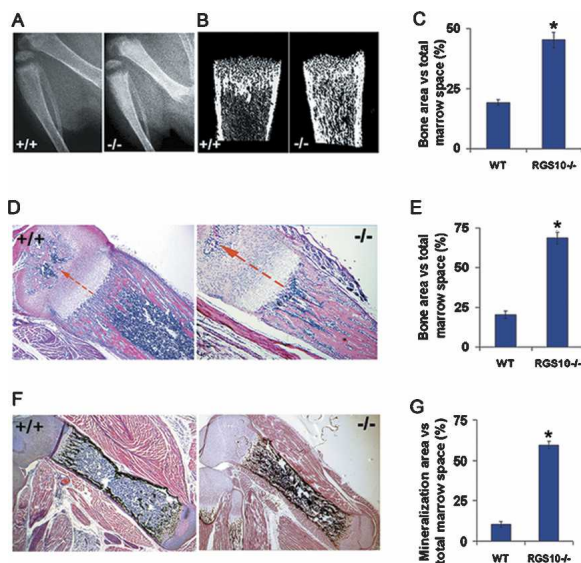 A
+/+
-/-
B
+/+
-/-
C
Bone area vs total
marrow space (%)
50
25
0
*
WT
RGS10-/-
D
+/+
-/-
E
Bone area vs total
marrow space (%)
75
50
25
0
*
WT
RGS10-/-
F
+/+
-/-
G
Mineralization area vs
total marrow space (%)
75
50
25
0
*
WT
RGS10-/-